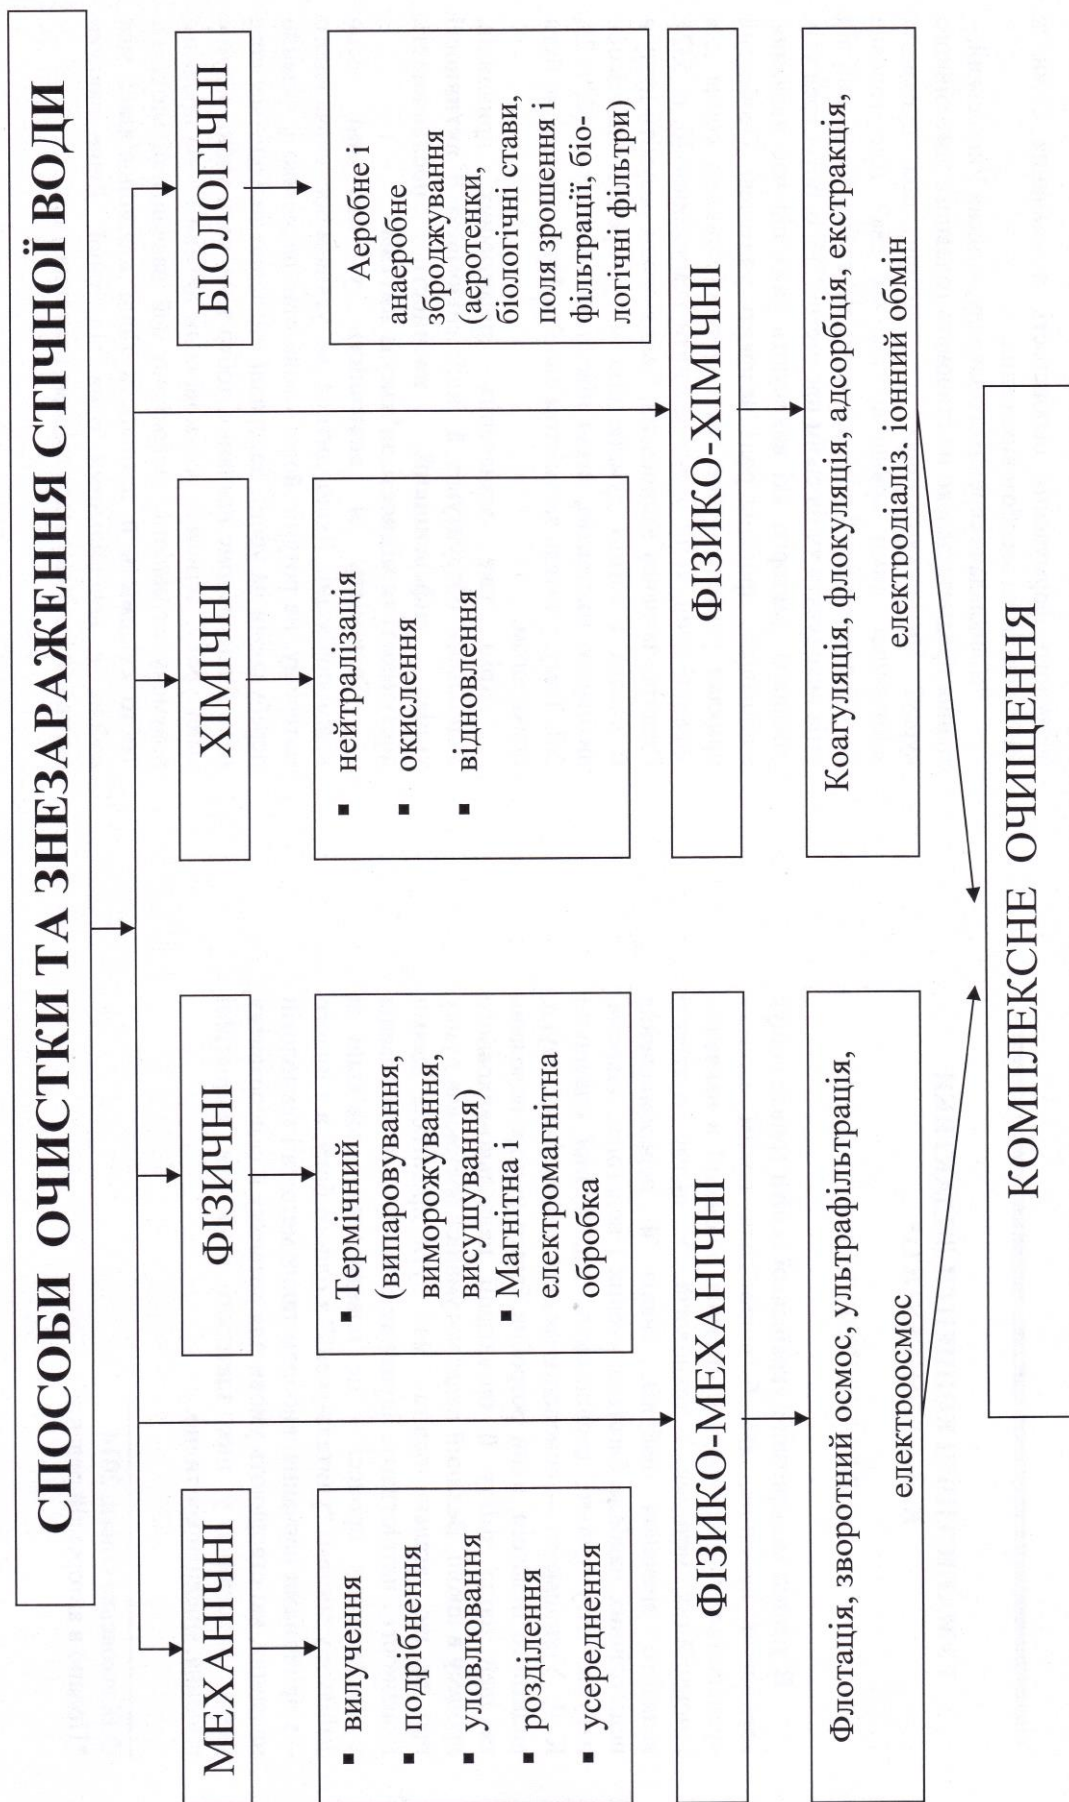 СПОСОБИ ОЧИСТКИ ТА ЗНЕЗАРАЖЕННЯ СТІЧНОЇ ВОДИ
МЕХАНІЧНІ
▪ вилучення
▪ подрібнення
▪ уловлювання
▪ розділення
▪ усереднення
ФІЗИЧНІ
▪ Термічний
(випаровування,
виморожування,
висушування)
▪ Магнітна і
електромагнітна
обробка
ХІМІЧНІ
▪ нейтралізація
▪ окислення
▪ відновлення
БІОЛОГІЧНІ
Аеробне і
анаеробне
зброджування
(аеротенки,
біологічні стави,
поля зрошення і
фільтрації, біо-
логічні фільтри)
ФІЗИКО-МЕХАНІЧНІ
Флотація, зворотний осмос, ультрафільтрація,
електроосмос
ФІЗИКО-ХІМІЧНІ
Коагуляція, флокуляція, адсорбція, екстракція,
електродіаліз. іонний обмін
КОМПЛЕКСНЕ ОЧИЩЕННЯ